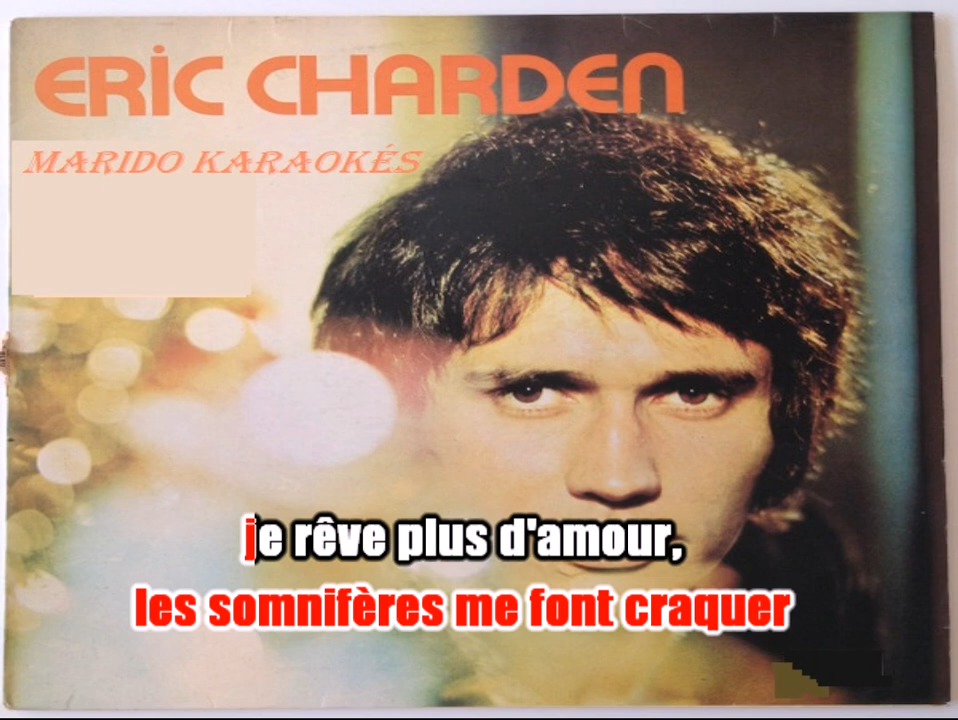 ERIC CHARDEN
MARIDO KARAOKÉS
je rêve plus d'amour,
les somnifères me font craquer